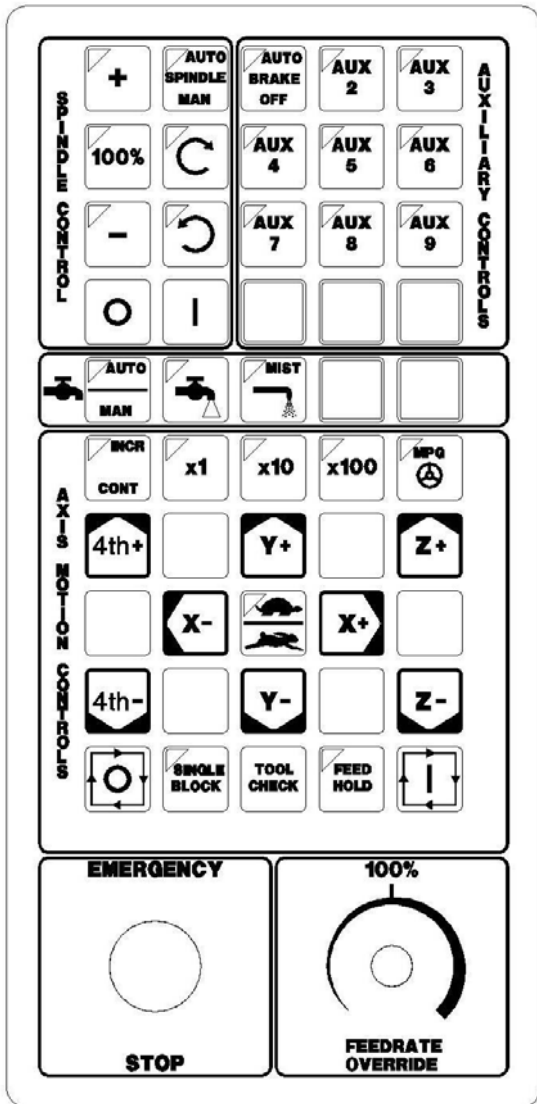 SPINDLE CONTROL
+
AUTO
SPINDLE
MAN
100%
-
O
I
AUXILIARY CONTROLS
AUTO
BRAKE
OFF
AUX
2
AUX
3
AUX
4
AUX
5
AUX
6
AUX
7
AUX
8
AUX
9
AUTO
MAN
MIST
AXIS MOTION CONTROLS
INCR
CONT
x1
x10
x100
MPG
4th+
Y+
Z+
X-
X+
4th-
Y-
Z-
O
SINGLE
BLOCK
TOOL
CHECK
FEED
HOLD
I
EMERGENCY
STOP
100%
FEEDRATE
OVERRIDE